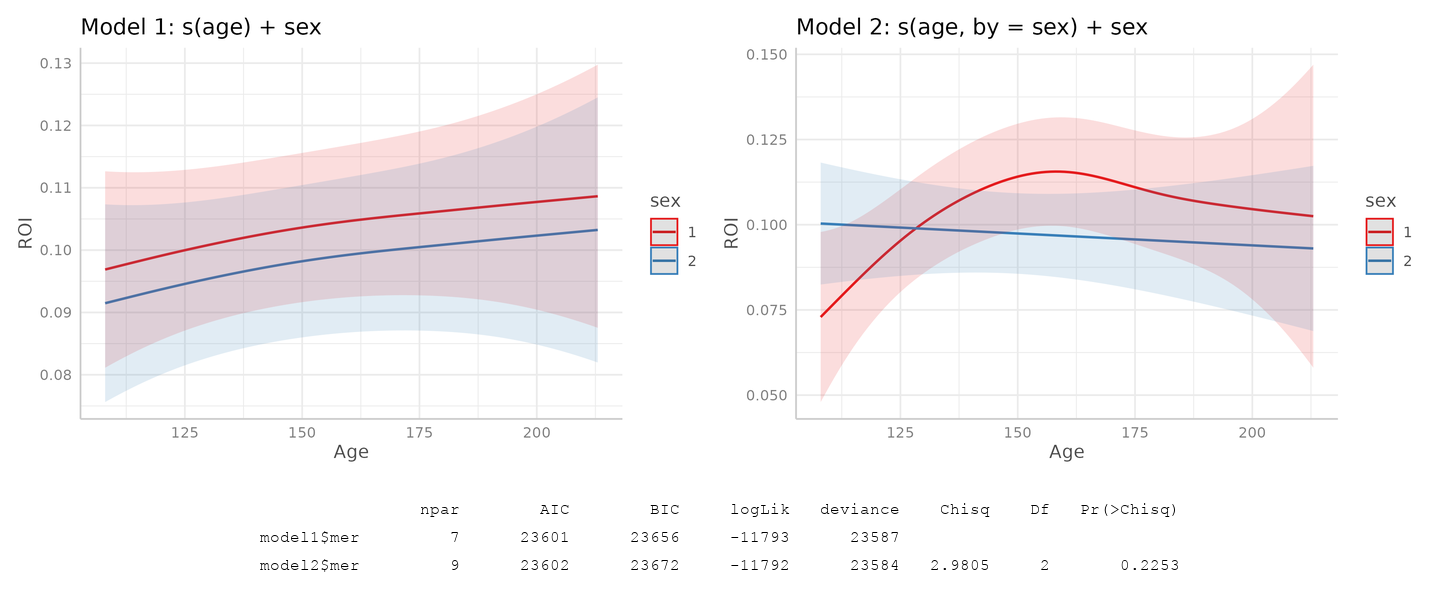 Model 1: s(age) + sex
0.13
0.12
0.11
0.10
0.09
0.08
ROI
125 150 175 200
Age
sex
1
2
Model 2: s(age, by = sex) + sex
0.150
0.125
0.100
0.075
0.050
ROI
125 150 175 200
Age
sex
1
2
npar AIC BIC logLik deviance Chisq Df Pr(>Chisq)
model1$mer 7 23601 23656 -11793 23587
model2$mer 9 23602 23672 -11792 23584 2.9805 2 0.2253